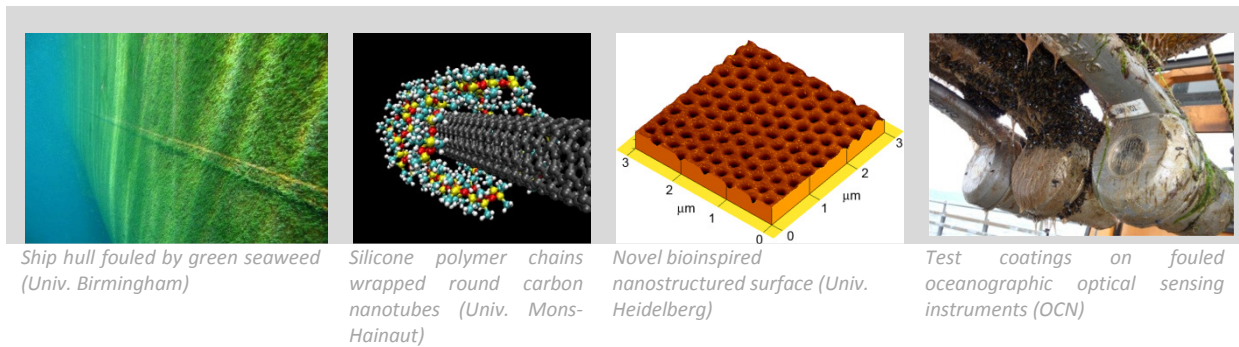 3
2
μm
1
0
0
1
μm
2
3
Ship hull fouled by green seaweed
(Univ. Birmingham)
Silicone polymer chains
wrapped round carbon
nanotubes (Univ. Mons-
Hainaut)
Novel bioinspired
nanostructured surface (Univ.
Heidelberg)
Test coatings on fouled
oceanographic optical sensing
instruments (OCN)